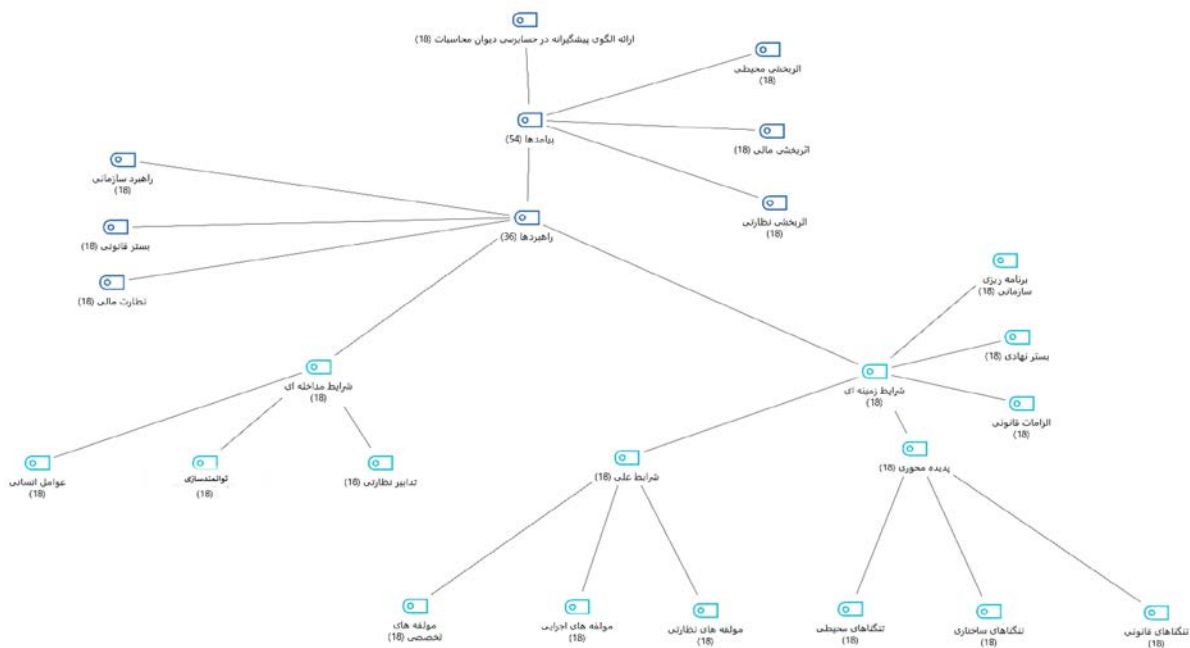 ارائه الگوی پیشگیرانه در حسابرسی دیوان محاسبات (18)
اثربخشی محیطی
(18)
پیامدها (54)
اثربخشی مالی (18)
راهبرد سازمانی
(18)
اثربخشی نظارتی
(18)
بستر قانونی (18)
راهبردها (36)
نظارت مالی (18)
برنامه ریزی
سازمانی (18)
بستر نهادی (18)
شرایط مداخله ای
(18)
شرایط زمینه ای
(18)
الزامات قانونی
(18)
پدیده محوری (18)
شرایط علی (18)
تدابیر نظارتی (18)
توانمندسازی
(18)
عوامل انسانی
(18)
تنگناهای قانونی
(18)
تنگناهای ساختاری
(18)
تنگناهای محیطی
(18)
مولفه های نظارتی
(18)
مولفه های اجرایی
(18)
مولفه های
تخصصی (18)